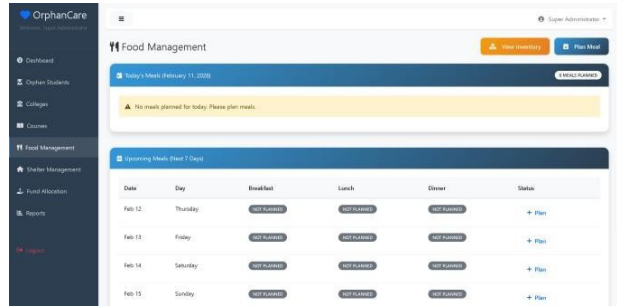 OrphanCare
Welcome, Super Administrator
Super Administrator
Dashboard
Orphan Students
Colleges
Courses
Food Management
Shelter Management
Fund Allocation
Reports
Logout
Food Management
View Inventory
Plan Meal
Today's Meals (February 11, 2026)
0 MEALS PLANNED
No meals planned for today. Please plan meals.
Upcoming Meals (Next 7 Days)
Date Day Breakfast Lunch Dinner Status
Feb 12 Thursday NOT PLANNED NOT PLANNED NOT PLANNED + Plan
Feb 13 Friday NOT PLANNED NOT PLANNED NOT PLANNED + Plan
Feb 14 Saturday NOT PLANNED NOT PLANNED NOT PLANNED + Plan
Feb 15 Sunday NOT PLANNED NOT PLANNED NOT PLANNED + Plan